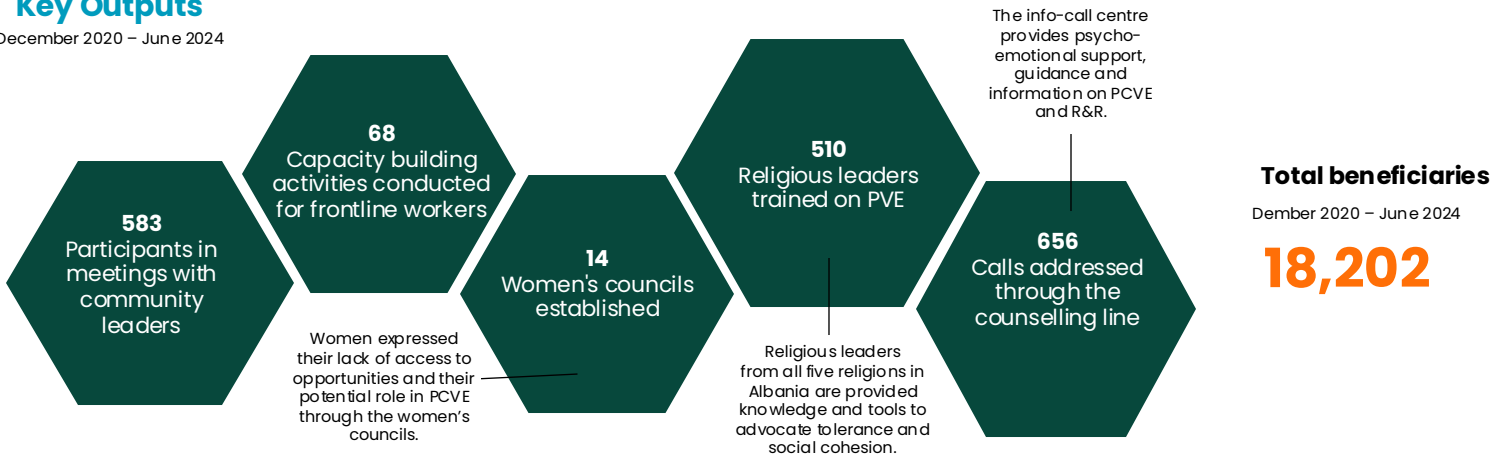 Key Outputs
December 2020 – June 2024
583
Participants in
meetings with
community
leaders
68
Capacity building
activities conducted
for frontline workers
Women expressed
their lack of access to
opportunities and their
potential role in PCVE
through the women's
councils.
14
Women's councils
established
510
Religious leaders
trained on PVE
Religious leaders
from all five religions in
Albania are provided
knowledge and tools to
advocate tolerance and
social cohesion.
The info-call centre
provides psycho-
emotional support,
guidance and
information on PCVE
and R&R.
656
Calls addressed
through the
counselling line
Total beneficiaries
Dember 2020 – June 2024
18,202